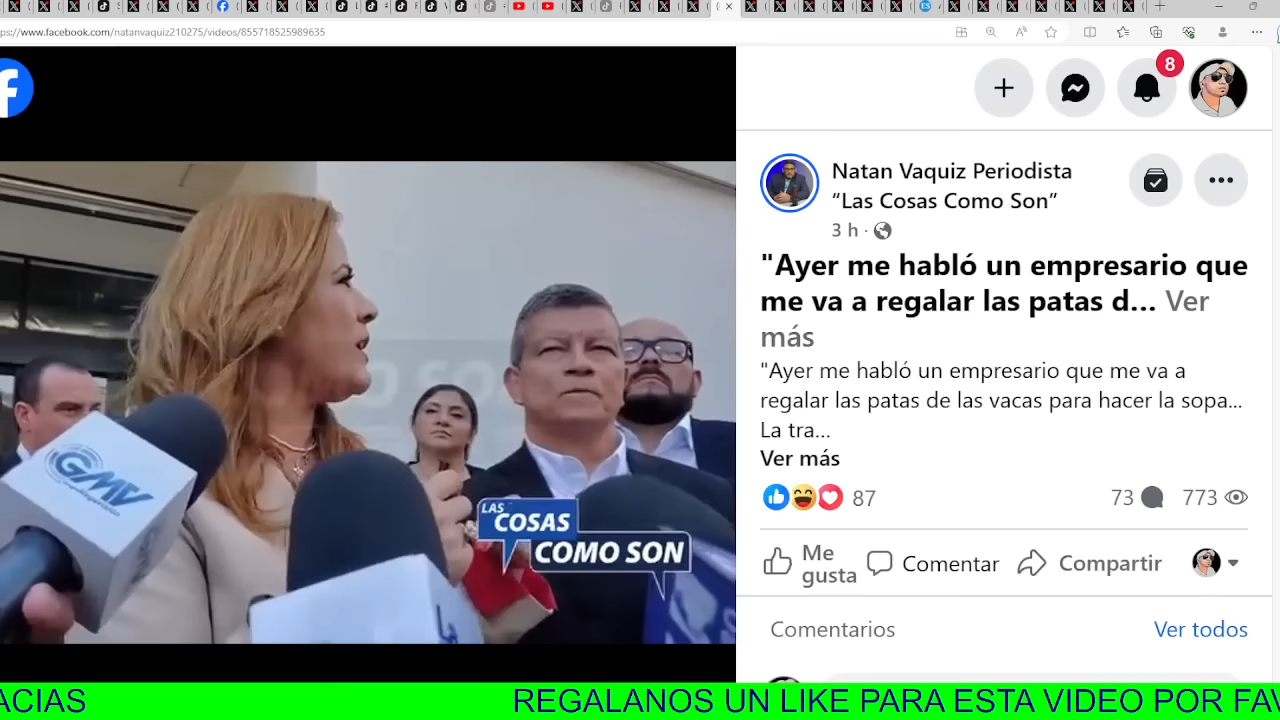 ps://www.facebook.com/natanvaquiz210275/videos/855718525989635
8
Natan Vaquiz Periodista
“Las Cosas Como Son”
3 h ·
"Ayer me habló un empresario que
me va a regalar las patas d... Ver
más
"Ayer me habló un empresario que me va a
regalar las patas de las vacas para hacer la sopa...
La tra...
Ver más
87
73
773
Me
gusta
Comentar
Compartir
Comentarios
Ver todos
GMV
LAS
COSAS
COMO SON
ACIAS
REGALANOS UN LIKE PARA ESTA VIDEO POR FAV